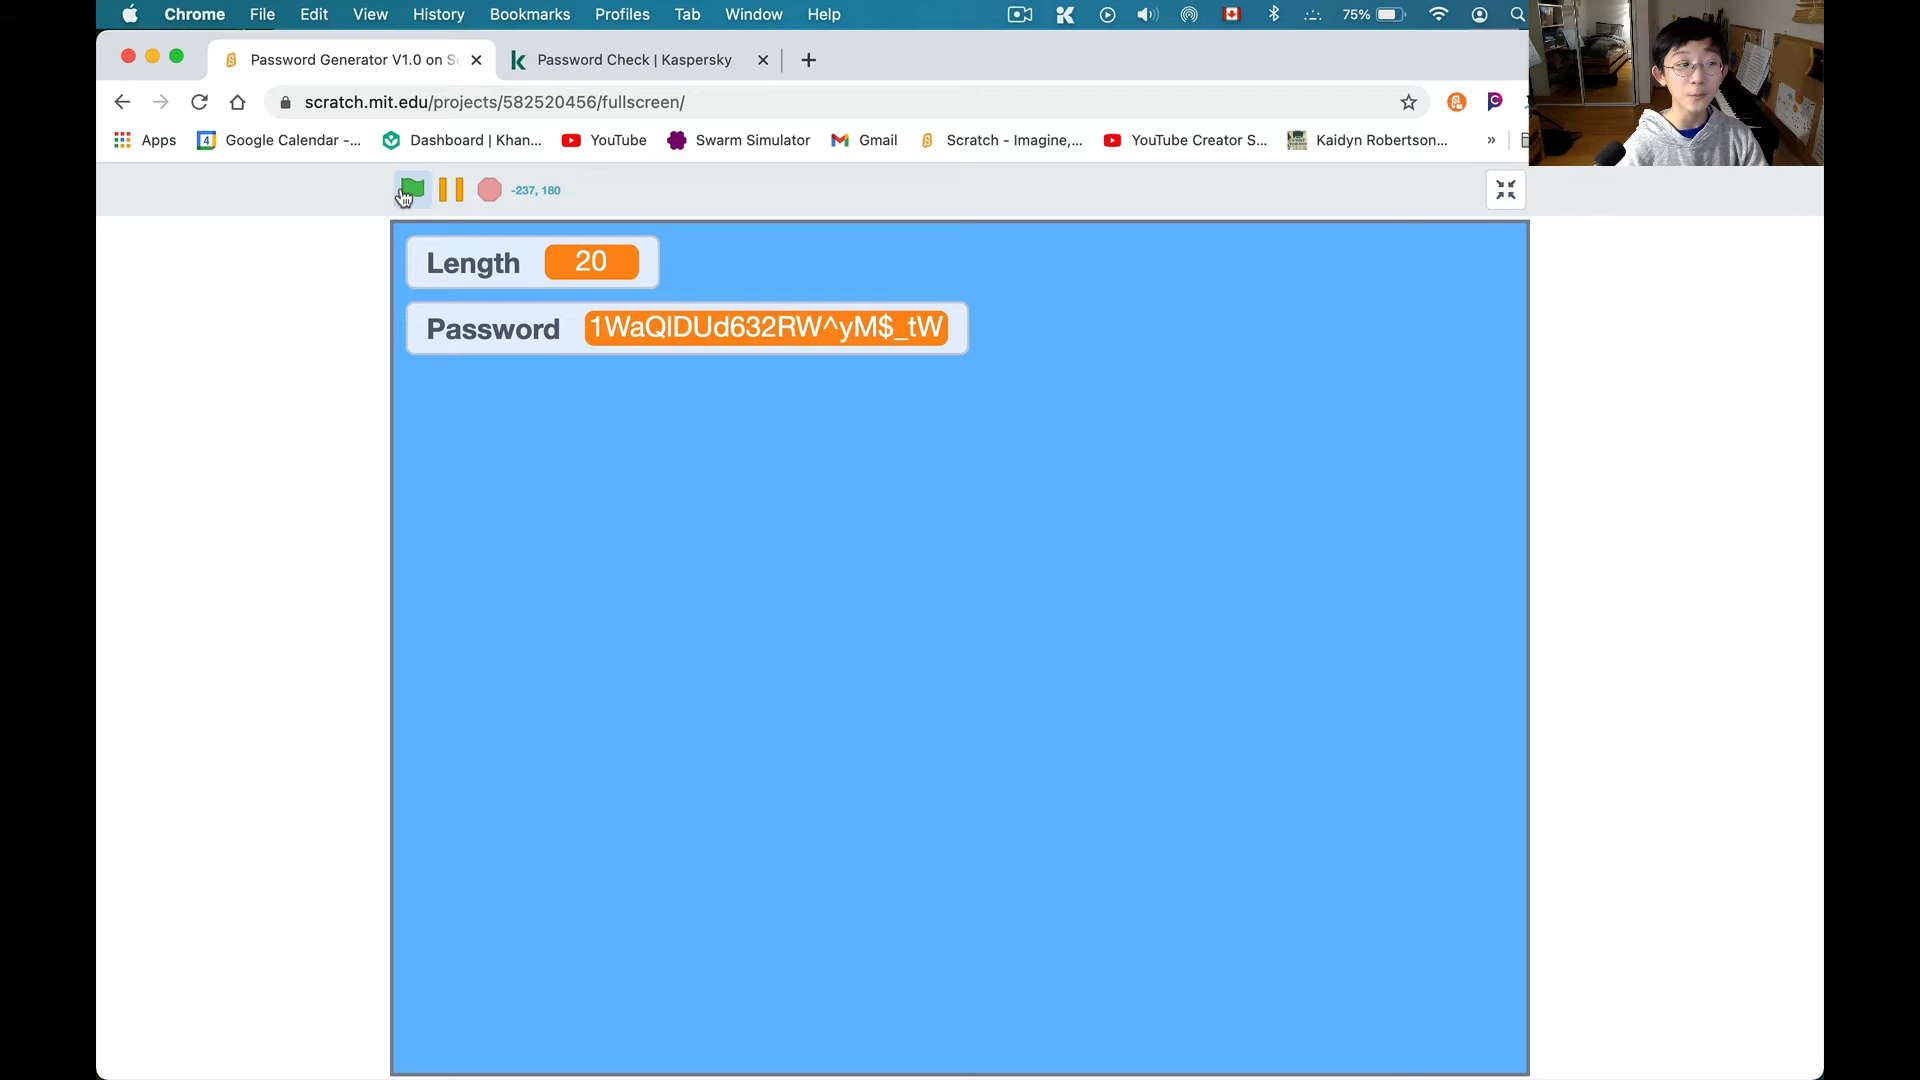 Chrome File Edit View History Bookmarks Profiles Tab Window Help 75%
Password Generator V1.0 on Sc Password Check | Kaspersky
scratch.mit.edu/projects/582520456/fullscreen/
Apps Google Calendar -... Dashboard | Khan... YouTube Swarm Simulator Gmail Scratch - Imagine,... YouTube Creator S... Kaidyn Robertson... »
-237, 180
Length 20
Password 1WaQlDUd632RW^yM$_tW